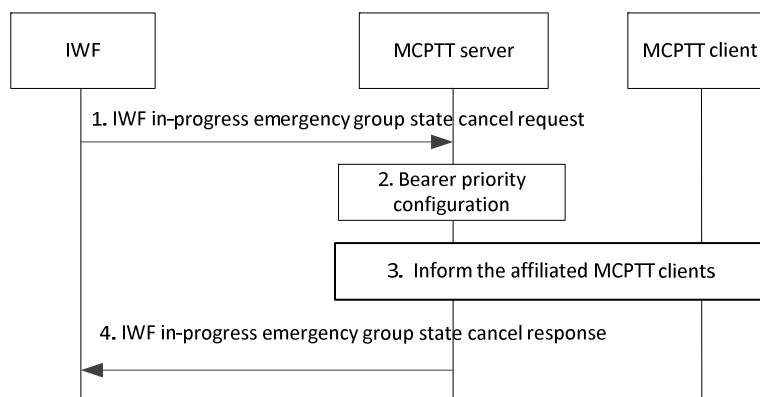 IWF
MCPTT server
MCPTT client
1. IWF in-progress emergency group state cancel request
2. Bearer priority
configuration
3. Inform the affiliated MCPTT clients
4. IWF in-progress emergency group state cancel response